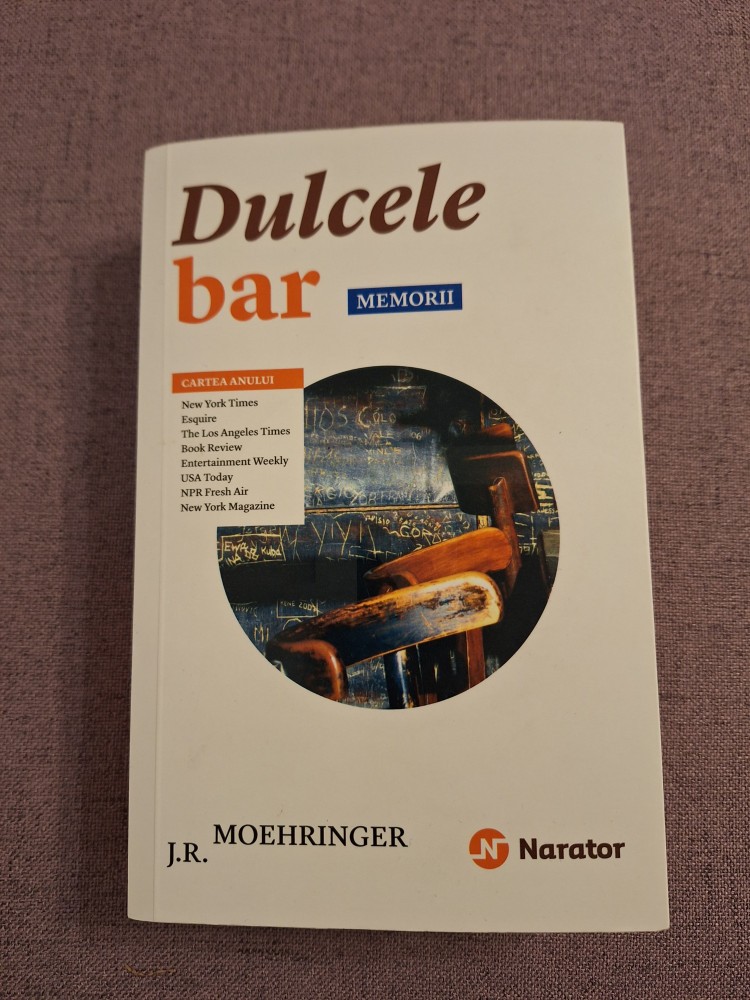 Dulcele
bar
MEMORII
CARTEA ANULUI
New York Times
Esquire
The Los Angeles Times
Book Review
Entertainment Weekly
USA Today
NPR Fresh Air
New York Magazine
J.R. MOEHRINGER
Narator